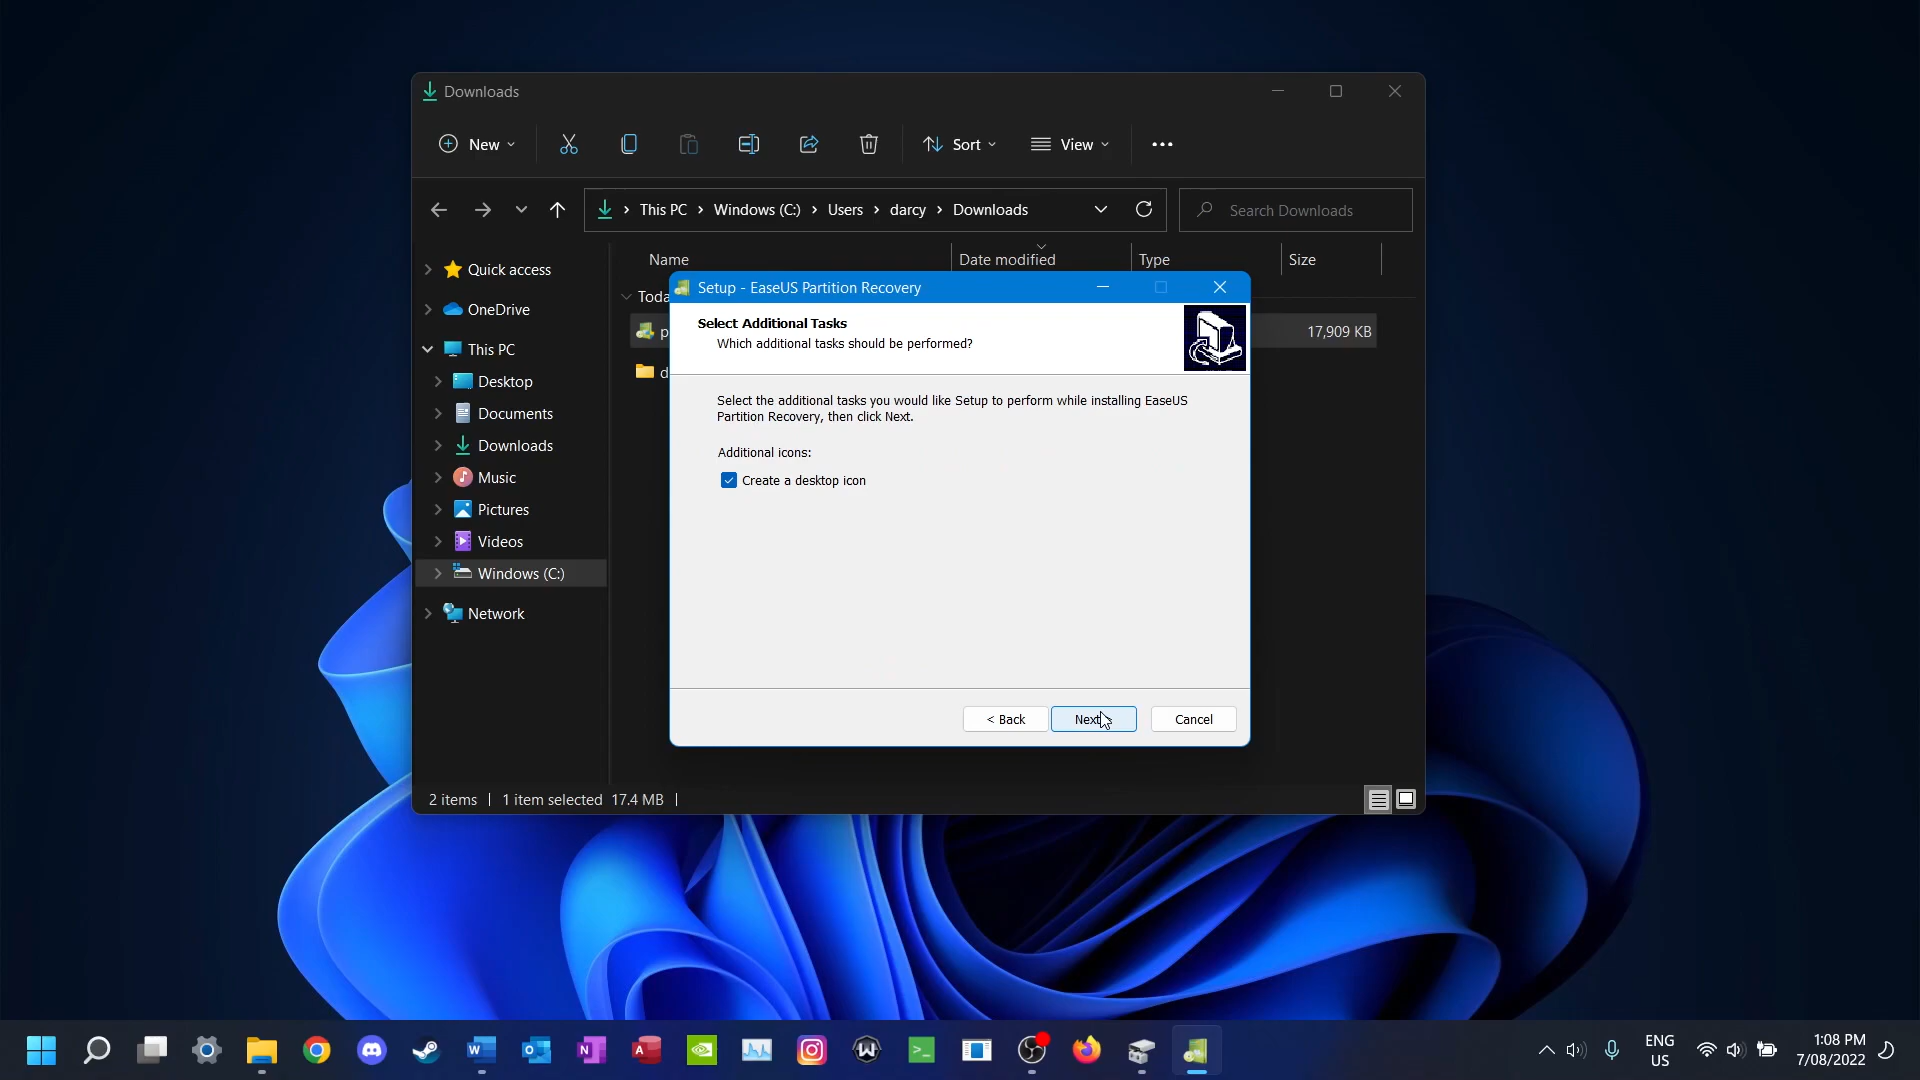 Downloads
New
Sort
View
This PC
Windows (C:)
Users
darcy
Downloads
Search Downloads
Name
Date modified
Type
Size
Quick access
OneDrive
This PC
Desktop
Documents
Downloads
Music
Pictures
Videos
Windows (C:)
Network
17,909 KB
Setup - EaseUS Partition Recovery
Select Additional Tasks
Which additional tasks should be performed?
Select the additional tasks you would like Setup to perform while installing EaseUS
Partition Recovery, then click Next.
Additional icons:
Create a desktop icon
< Back
Next
Cancel
2 items
1 item selected 17.4 MB
ENG
US
1:08 PM
7/08/2022